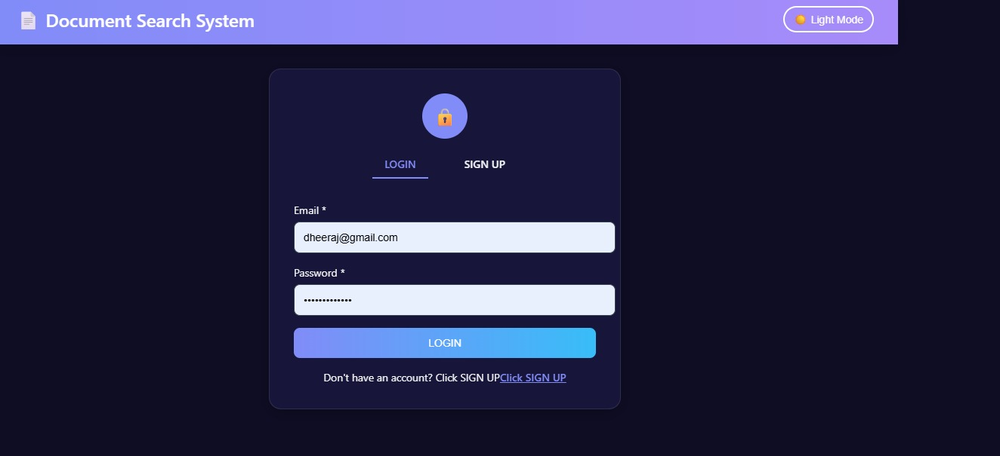 Document Search System
Light Mode
LOGIN SIGN UP
Email *
dheeraj@gmail.com
Password *
•••••••••••••
LOGIN
Don't have an account? Click SIGN UPClick SIGN UP